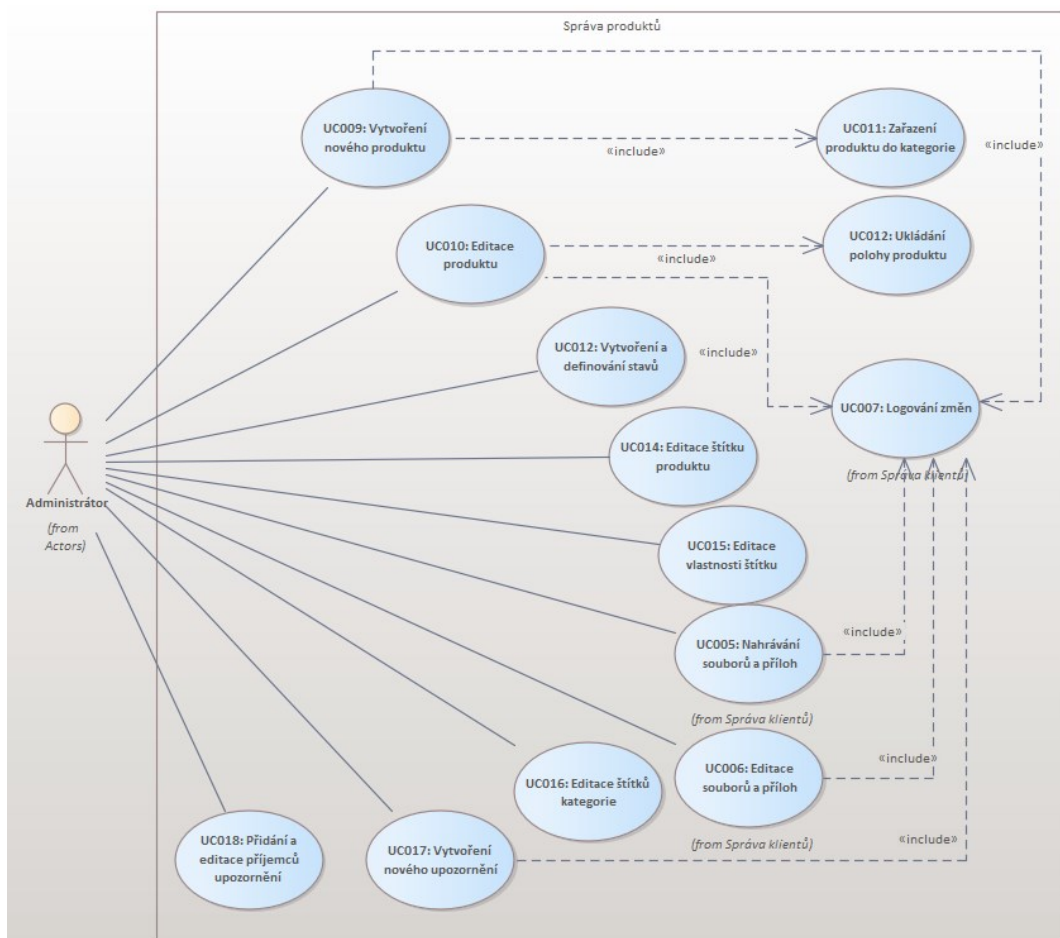 Správa produktů
UC009: Vytvoření
nového produktu
«include»
UC011: Zařazení
produktu do kategorie
«include»
UC010: Editace
produktu
«include»
UC012: Ukládání
polohy produktu
UC012: Vytvoření a
definování stavů
«include»
UC007: Logování změn
(from Správa klientů)
UC014: Editace štítku
produktu
Administrátor
(from
Actors)
UC015: Editace
vlastnosti štítku
UC005: Nahrávání
souborů a příloh
«include»
(from Správa klientů)
UC006: Editace
souborů a příloh
«include»
(from Správa klientů)
UC016: Editace štítků
kategorie
UC018: Přidání a
editace příjemců
upozornění
UC017: Vytvoření
nového upozornění
«include»